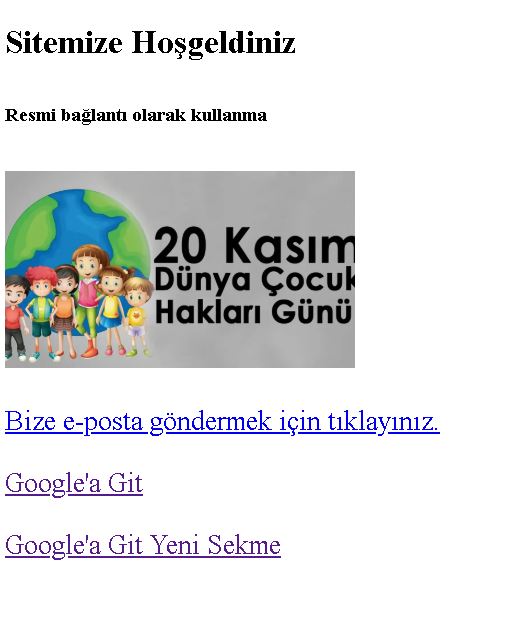 Sitemize Hoşgeldiniz
Resmi bağlantı olarak kullanma
20 Kasım
Dünya Çocuk
Hakları Günü
Bize e-posta göndermek için tıklayınız.
Google'a Git
Google'a Git Yeni Sekme